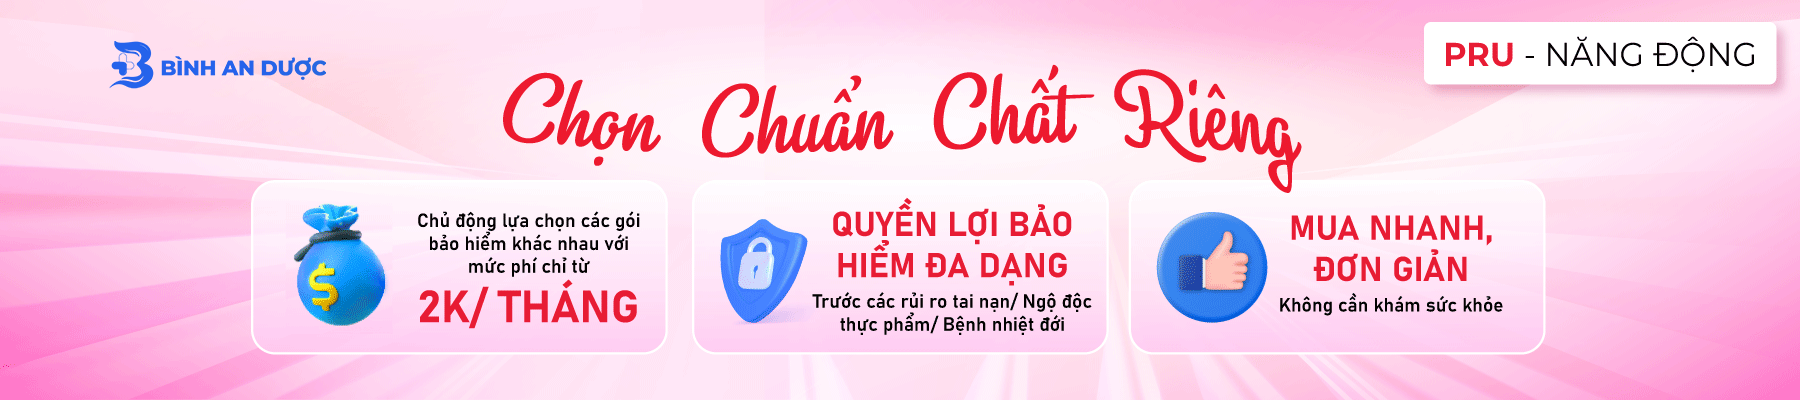 BÌNH AN DƯỢC
PRU - NĂNG ĐỘNG
Chọn Chuẩn Chất Riêng
Chủ động lựa chọn các gói
bảo hiểm khác nhau với
mức phí chỉ từ
2K/ THÁNG
QUYỀN LỢI BẢO
HIỂM ĐA DẠNG
Trước các rủi ro tai nạn/ Ngộ độc
thực phẩm/ Bệnh nhiệt đới
MUA NHANH,
ĐƠN GIẢN
Không cần khám sức khỏe